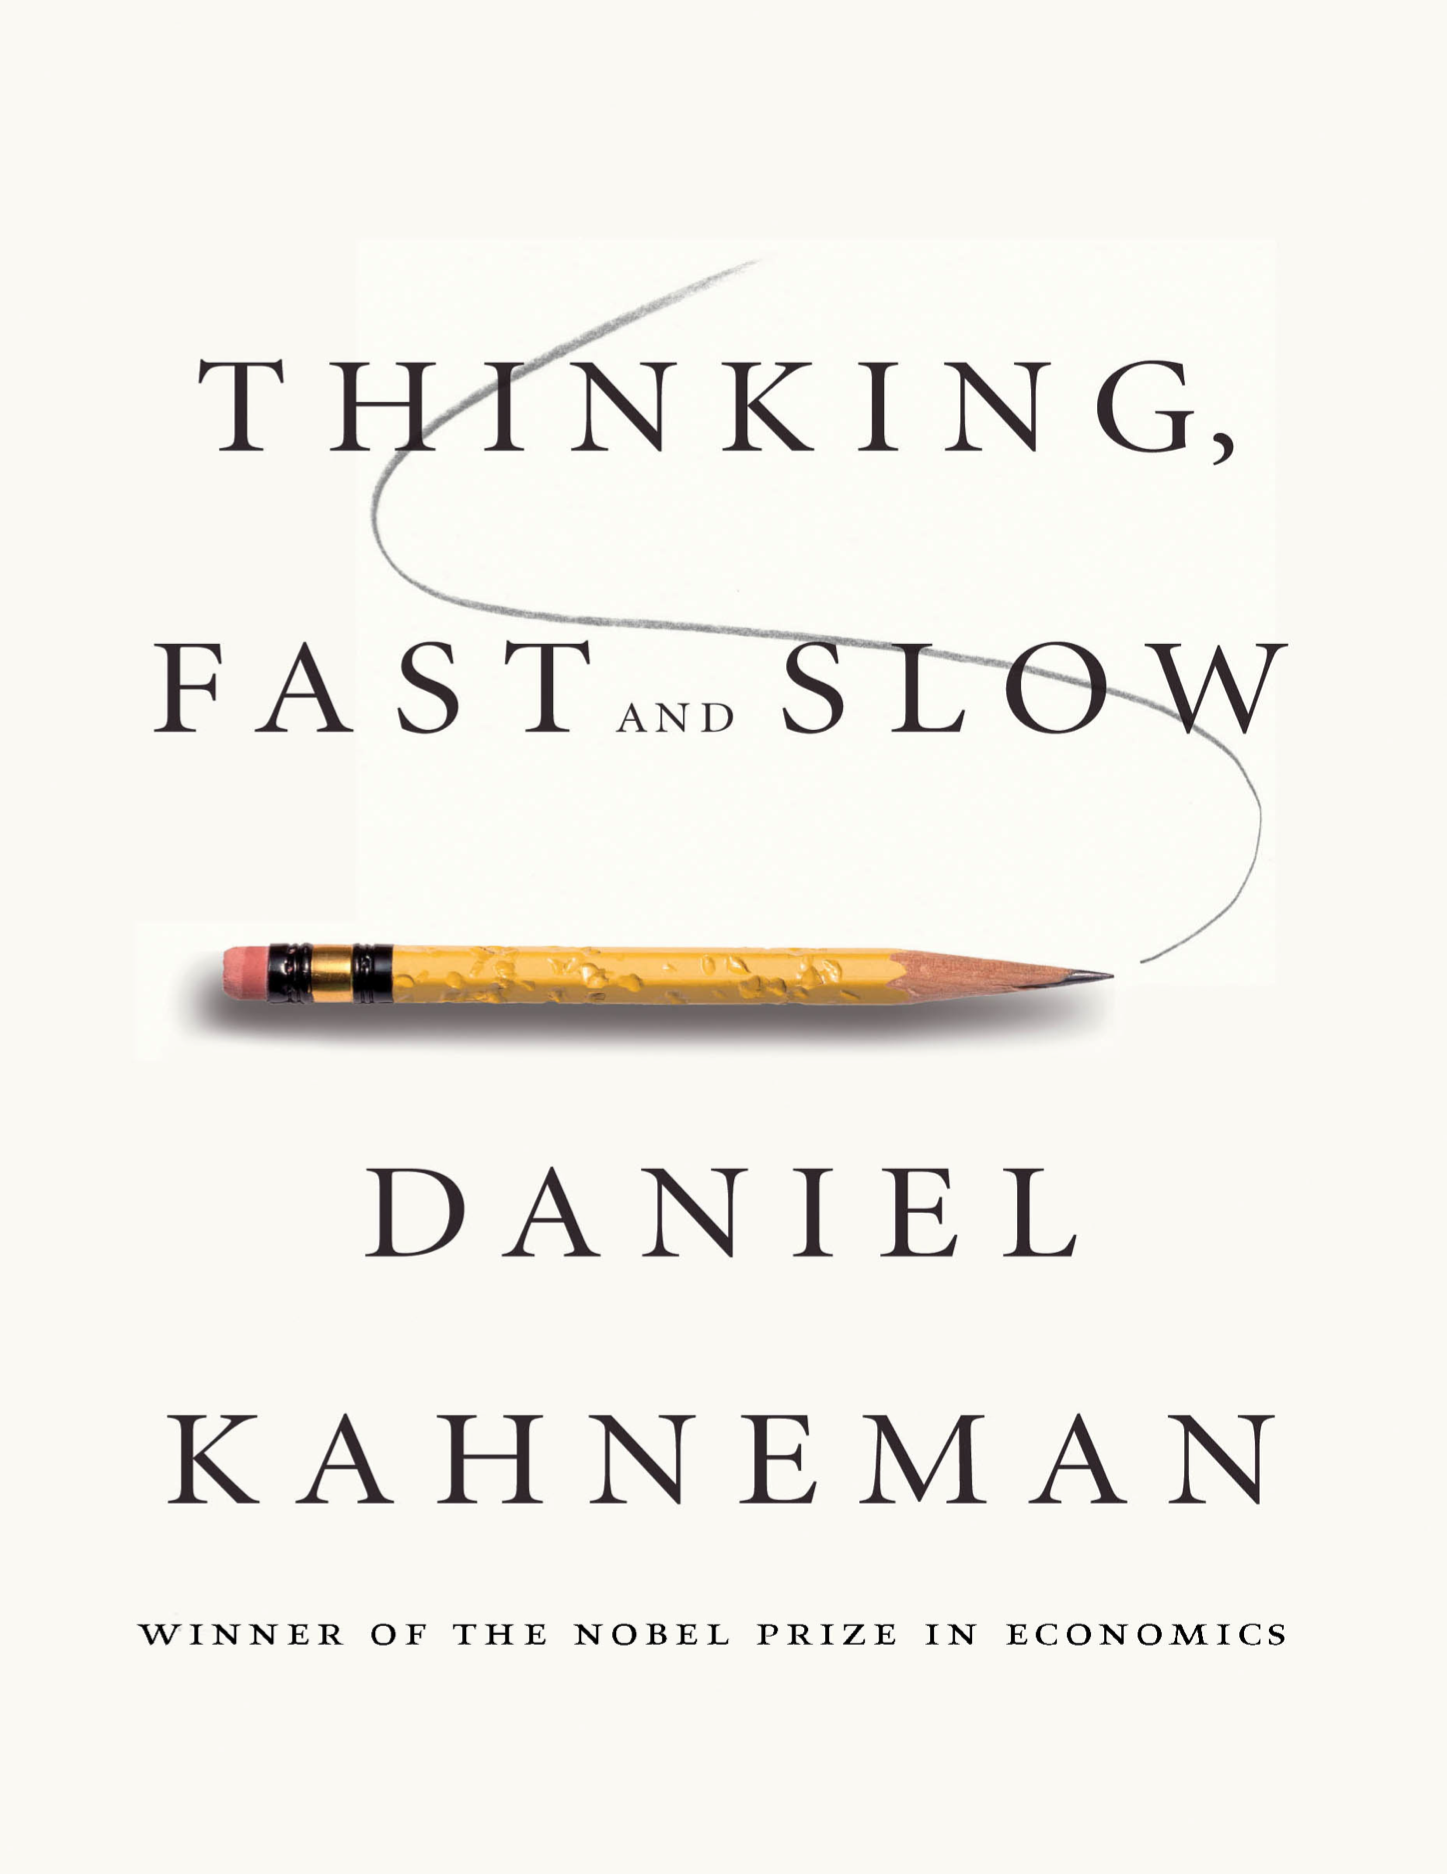 THINKING,
FAST AND SLOW
DANIEL
KAHNEMAN
WINNER OF THE NOBEL PRIZE IN ECONOMICS